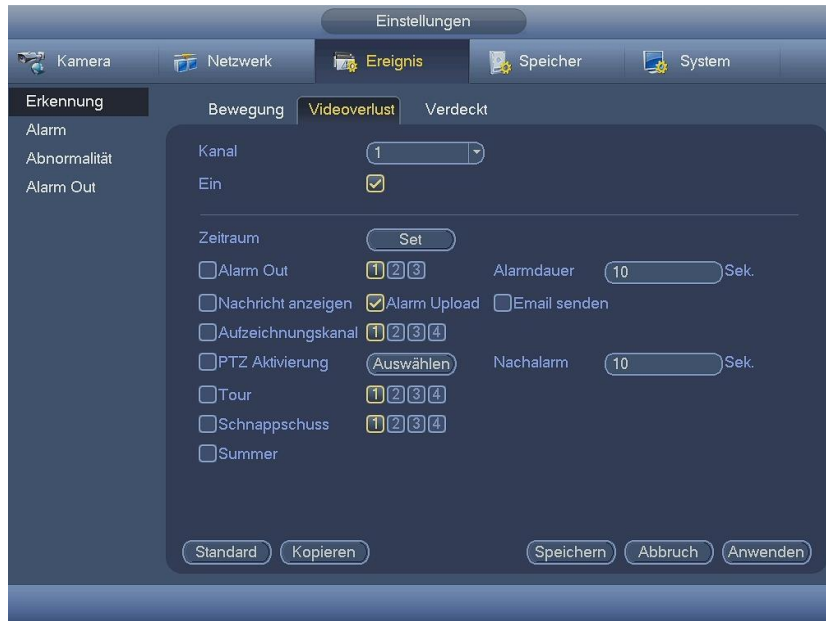 Einstellungen
Kamera Netzwerk Ereignis Speicher System
Erkennung
Alarm
Abnormalität
Alarm Out
Bewegung Videoverlust Verdeckt
Kanal 1
Ein
Zeitraum Set
Alarm Out 1 2 3 Alarmdauer 10 Sek.
Nachricht anzeigen Alarm Upload Email senden
Aufzeichnungskanal 1 2 3 4
PTZ Aktivierung Auswählen Nachalarm 10 Sek.
Tour 1 2 3 4
Schnappschuss 1 2 3 4
Summer
Standard Kopieren Speichern Abbruch Anwenden